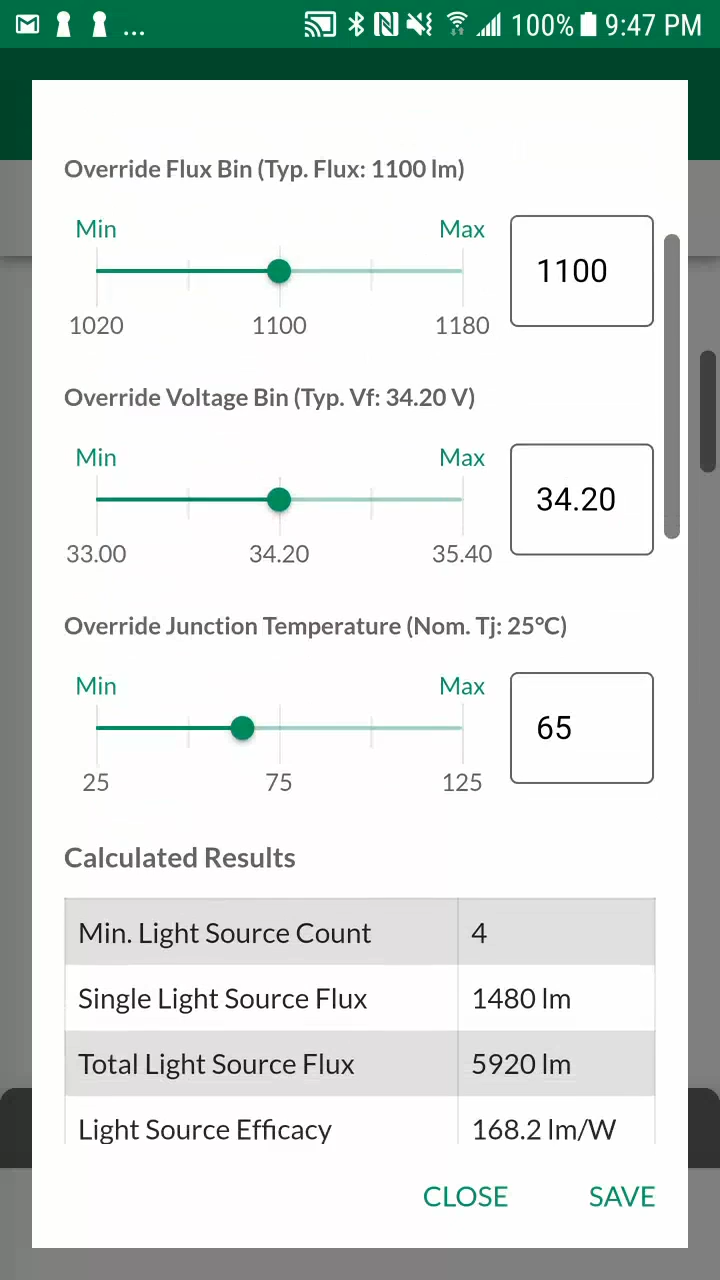 ... 100% 9:47 PM
Override Flux Bin (Typ. Flux: 1100 lm)
Min Max
1100
1020 1100 1180
Override Voltage Bin (Typ. Vf: 34.20 V)
Min Max
34.20
33.00 34.20 35.40
Override Junction Temperature (Nom. Tj: 25°C)
Min Max
65
25 75 125
Calculated Results
Min. Light Source Count 4
Single Light Source Flux 1480 lm
Total Light Source Flux 5920 lm
Light Source Efficacy 168.2 lm/W
CLOSE SAVE